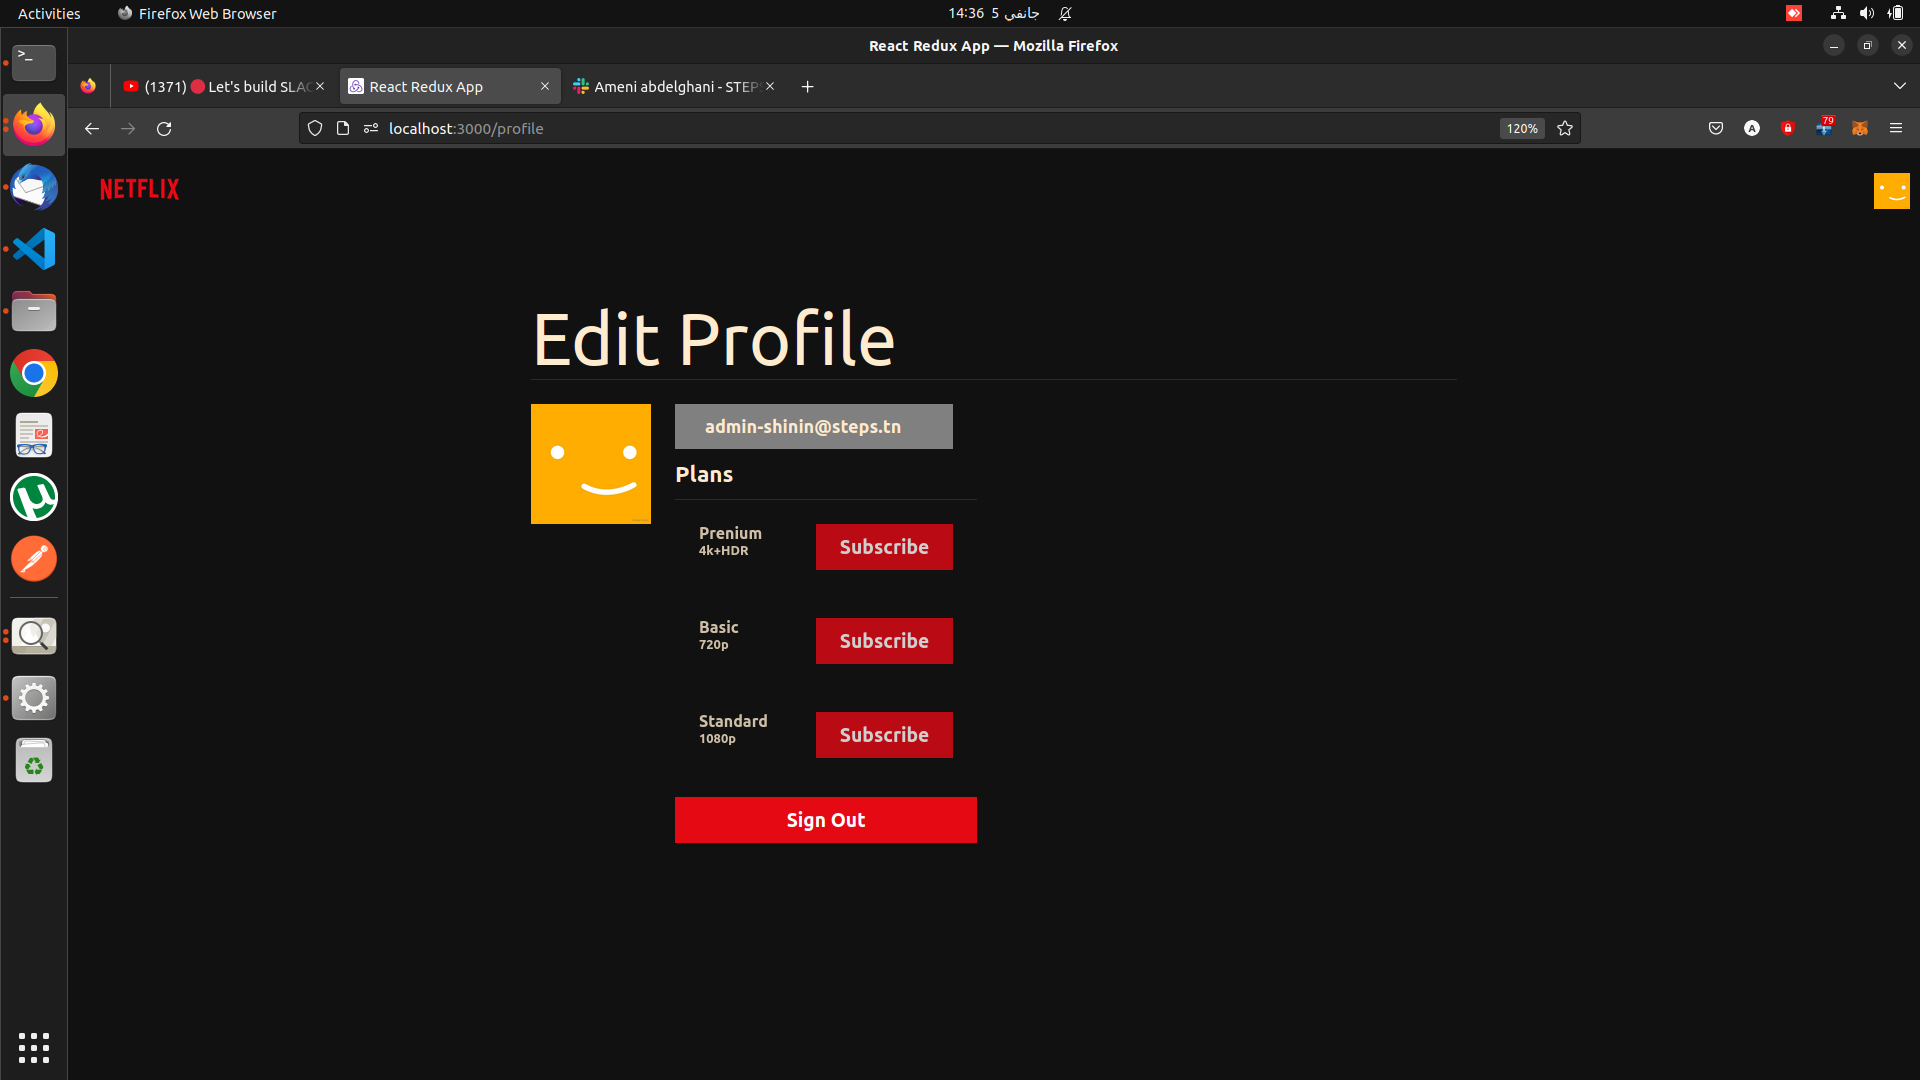 Activities
Firefox Web Browser
14:36 5 جانفي
React Redux App — Mozilla Firefox
(1371) 🔴 Let's build SLAC
React Redux App
Ameni abdelghani - STEP
localhost:3000/profile
120%
A
79
NETFLIX
Edit Profile
admin-shinin@steps.tn
Plans
Prenium
4k+HDR
Subscribe
Basic
720p
Subscribe
Standard
1080p
Subscribe
Sign Out